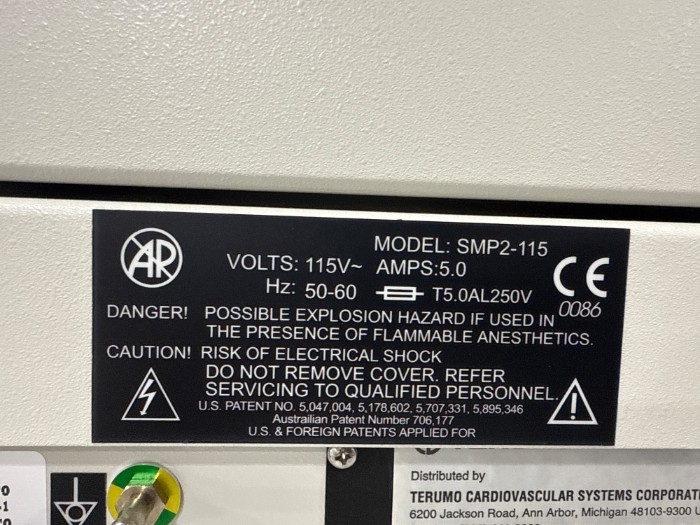 AR
MODEL: SMP2-115
VOLTS: 115V~ AMPS:5.0
Hz: 50-60 T5.0AL250V
CE
0086
DANGER! POSSIBLE EXPLOSION HAZARD IF USED IN
THE PRESENCE OF FLAMMABLE ANESTHETICS.
CAUTION! RISK OF ELECTRICAL SHOCK
DO NOT REMOVE COVER. REFER
SERVICING TO QUALIFIED PERSONNEL.
U.S. PATENT NO. 5,047,004, 5,178,602, 5,707,331, 5,895,346
Austrailian Patent Number 706,177
U.S. & FOREIGN PATENTS APPLIED FOR
Distributed by
TERUMO CARDIOVASCULAR SYSTEMS CORPORATI
6200 Jackson Road, Ann Arbor, Michigan 48103-9300